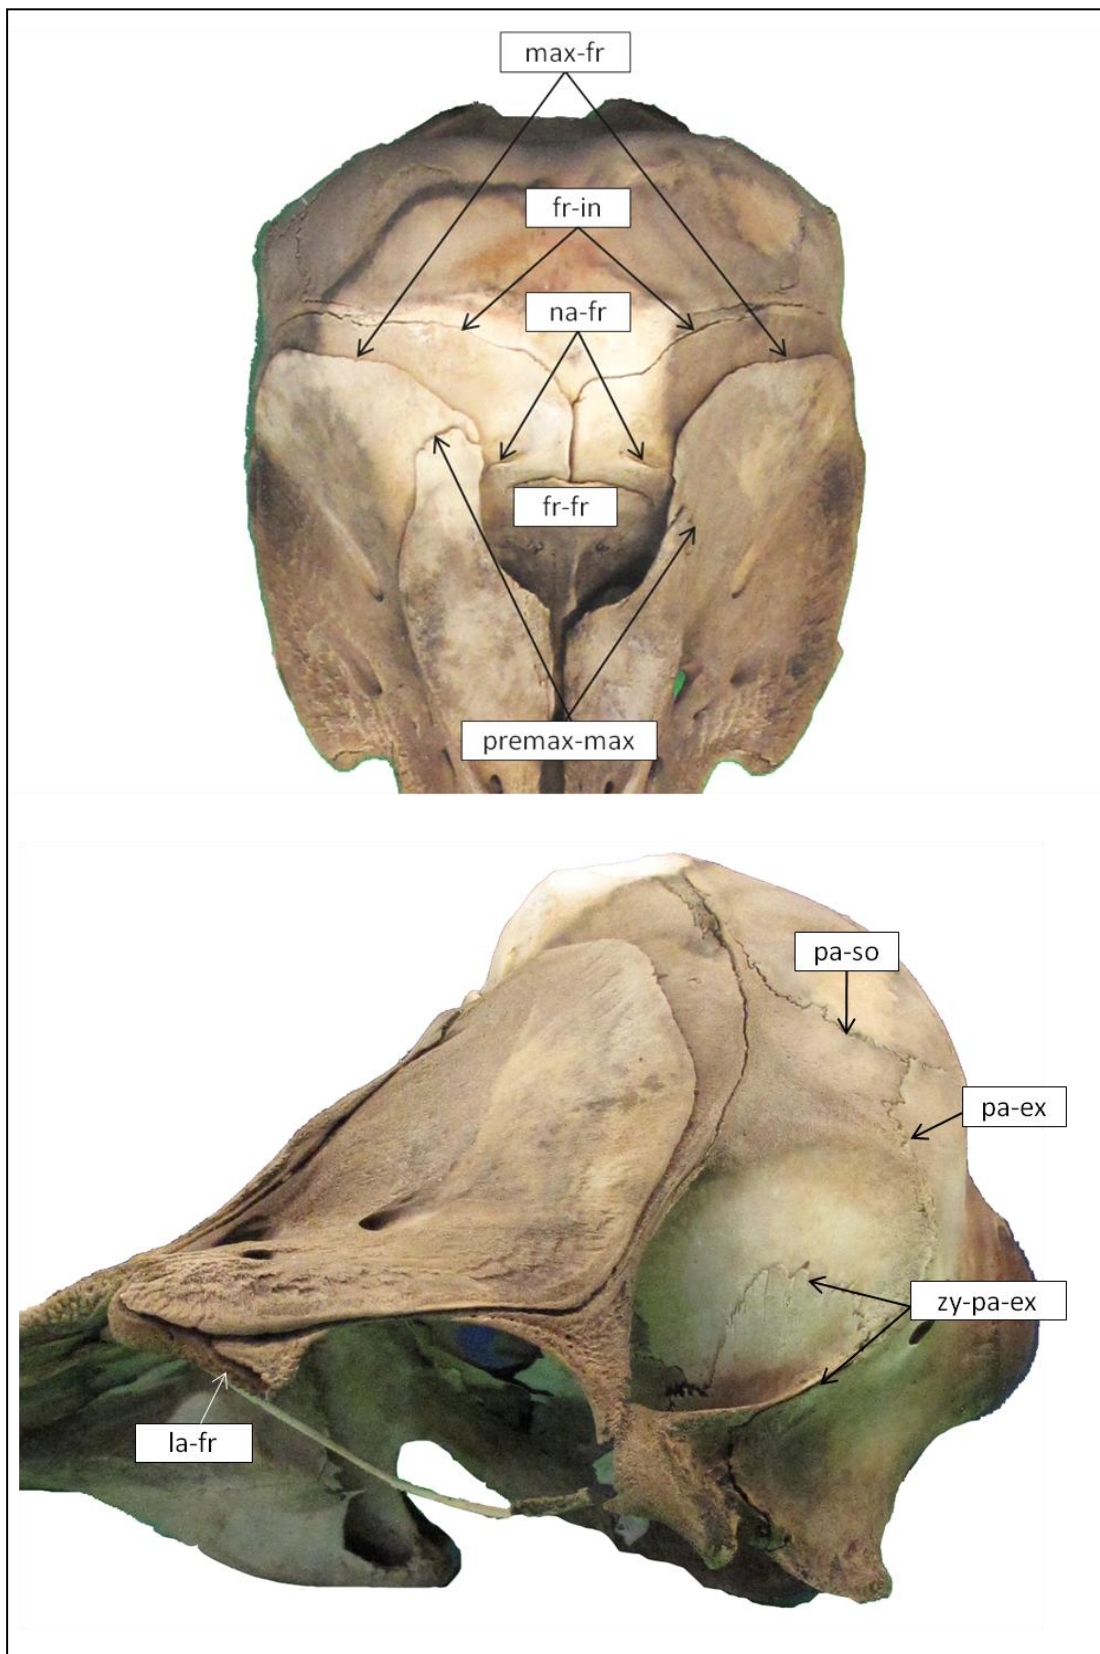 max-fr
fr-in
na-fr
fr-fr
premax-max
pa-so
pa-ex
zy-pa-ex
la-fr